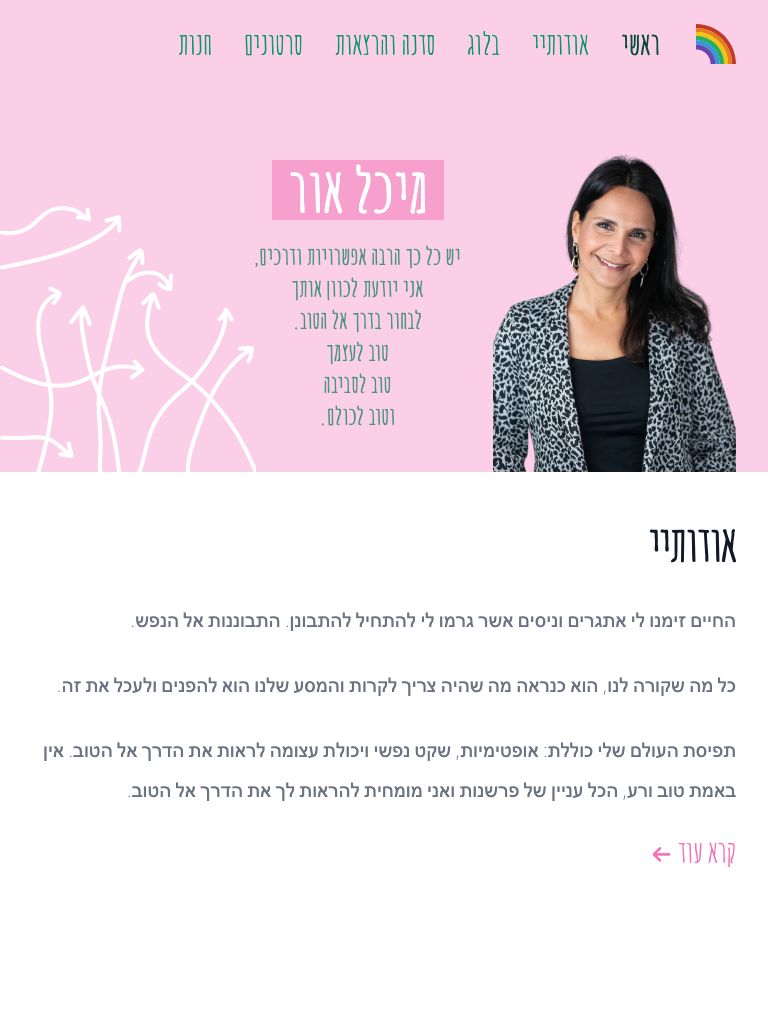 ראשי
אודותיי
בלוג
סדנה והרצאות
סרטונים
חנות
מיכל אור
יש כל כך הרבה אפשרויות ודרכים,
אני יודעת לכוון אותך
לבחור בדרך אל הטוב.
טוב לעצמך
טוב לסביבה
וטוב לכולם.
אודותיי
החיים זימנו לי אתגרים וניסים אשר גרמו לי להתחיל להתבונן. התבוננות אל הנפש.
כל מה שקורה לנו, הוא כנראה מה שהיה צריך לקרות והמסע שלנו הוא להפנים ולעכל את זה.
תפיסת העולם שלי כוללת: אופטימיות, שקט נפשי ויכולת עצומה לראות את הדרך אל הטוב. אין
באמת טוב ורע, הכל עניין של פרשנות ואני מומחית להראות לך את הדרך אל הטוב.
קרא עוד ←